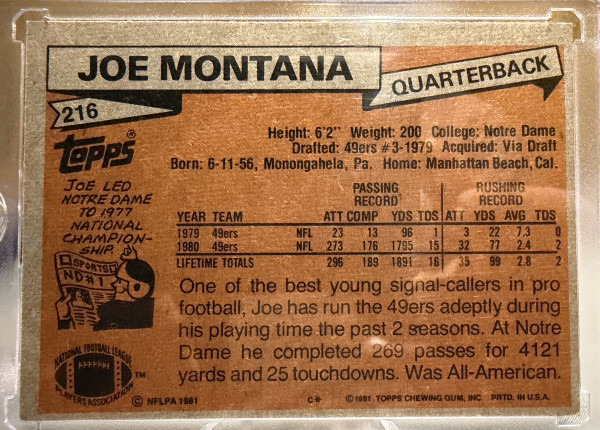 JOE MONTANA
QUARTERBACK
216
Topps®
Height: 6'2" Weight: 200 College: Notre Dame
Drafted: 49ers #3-1979 Acquired: Via Draft
Born: 6-11-56, Monongahela, Pa. Home: Manhattan Beach, Cal.
JOE LED
NOTRE DAME
TO 1977
NATIONAL
CHAMPION-
SHIP
SPORTS
ND#1
PASSING RUSHING
RECORD RECORD
YEAR TEAM ATT COMP YDS TDS ATT YDS AVG TDS
1979 49ers NFL 23 13 96 1 3 22 7.3 0
1980 49ers NFL 273 176 1795 15 32 77 2.4 2
LIFETIME TOTALS 296 189 1891 16 35 99 2.8 2
One of the best young signal-callers in pro
football, Joe has run the 49ers adeptly during
his playing time the past 2 seasons. At Notre
Dame he completed 269 passes for 4121
yards and 25 touchdowns. Was All-American.
NATIONAL FOOTBALL LEAGUE
PLAYERS ASSOCIATION
TM
© NFLPA 1981 C* © 1981 TOPPS CHEWING GUM, INC. PRTD. IN U.S.A.